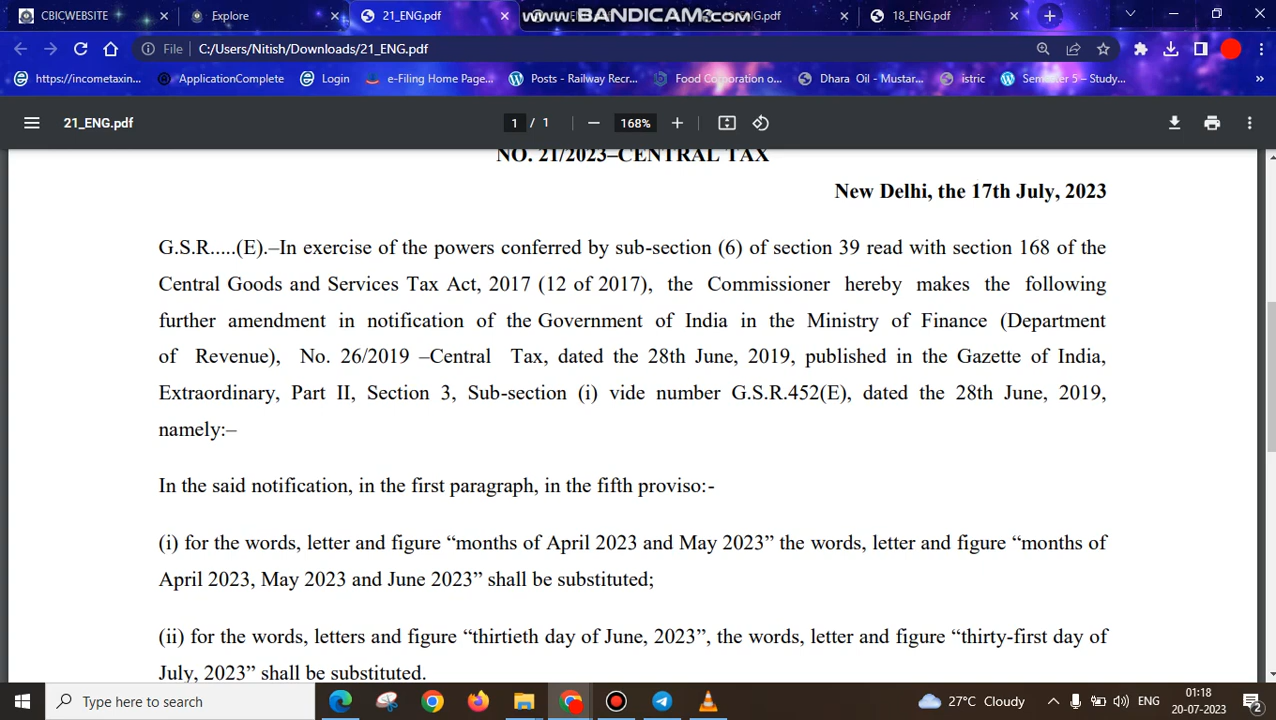 CBICWEBSITE
Explore
21_ENG.pdf
www.BANDICAM.com
_ENG.pdf
18_ENG.pdf
File
C:/Users/Nitish/Downloads/21_ENG.pdf
https://incometaxin...
ApplicationComplete
Login
e-Filing Home Page...
Posts - Railway Recr...
Food Corporation o...
Dhara Oil - Mustar...
istric
Semester 5 – Study...
»
21_ENG.pdf
1 / 1
168%
NO. 21/2023–CENTRAL TAX
New Delhi, the 17th July, 2023
G.S.R.....(E).–In exercise of the powers conferred by sub-section (6) of section 39 read with section 168 of the
Central Goods and Services Tax Act, 2017 (12 of 2017), the Commissioner hereby makes the following
further amendment in notification of the Government of India in the Ministry of Finance (Department
of Revenue), No. 26/2019 –Central Tax, dated the 28th June, 2019, published in the Gazette of India,
Extraordinary, Part II, Section 3, Sub-section (i) vide number G.S.R.452(E), dated the 28th June, 2019,
namely:–
In the said notification, in the first paragraph, in the fifth proviso:-
(i) for the words, letter and figure “months of April 2023 and May 2023” the words, letter and figure “months of
April 2023, May 2023 and June 2023” shall be substituted;
(ii) for the words, letters and figure “thirtieth day of June, 2023”, the words, letter and figure “thirty-first day of
July, 2023” shall be substituted.
Type here to search
27°C Cloudy
ENG
01:18
20-07-2023
2